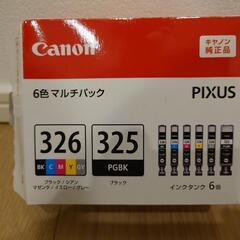 Canon
キヤノン
純正品
6色マルチパック
PIXUS
326
325
BK C M Y GY
PGBK
ブラック/シアン
マゼンタ/イエロー/グレー
ブラック
インクタンク 6個